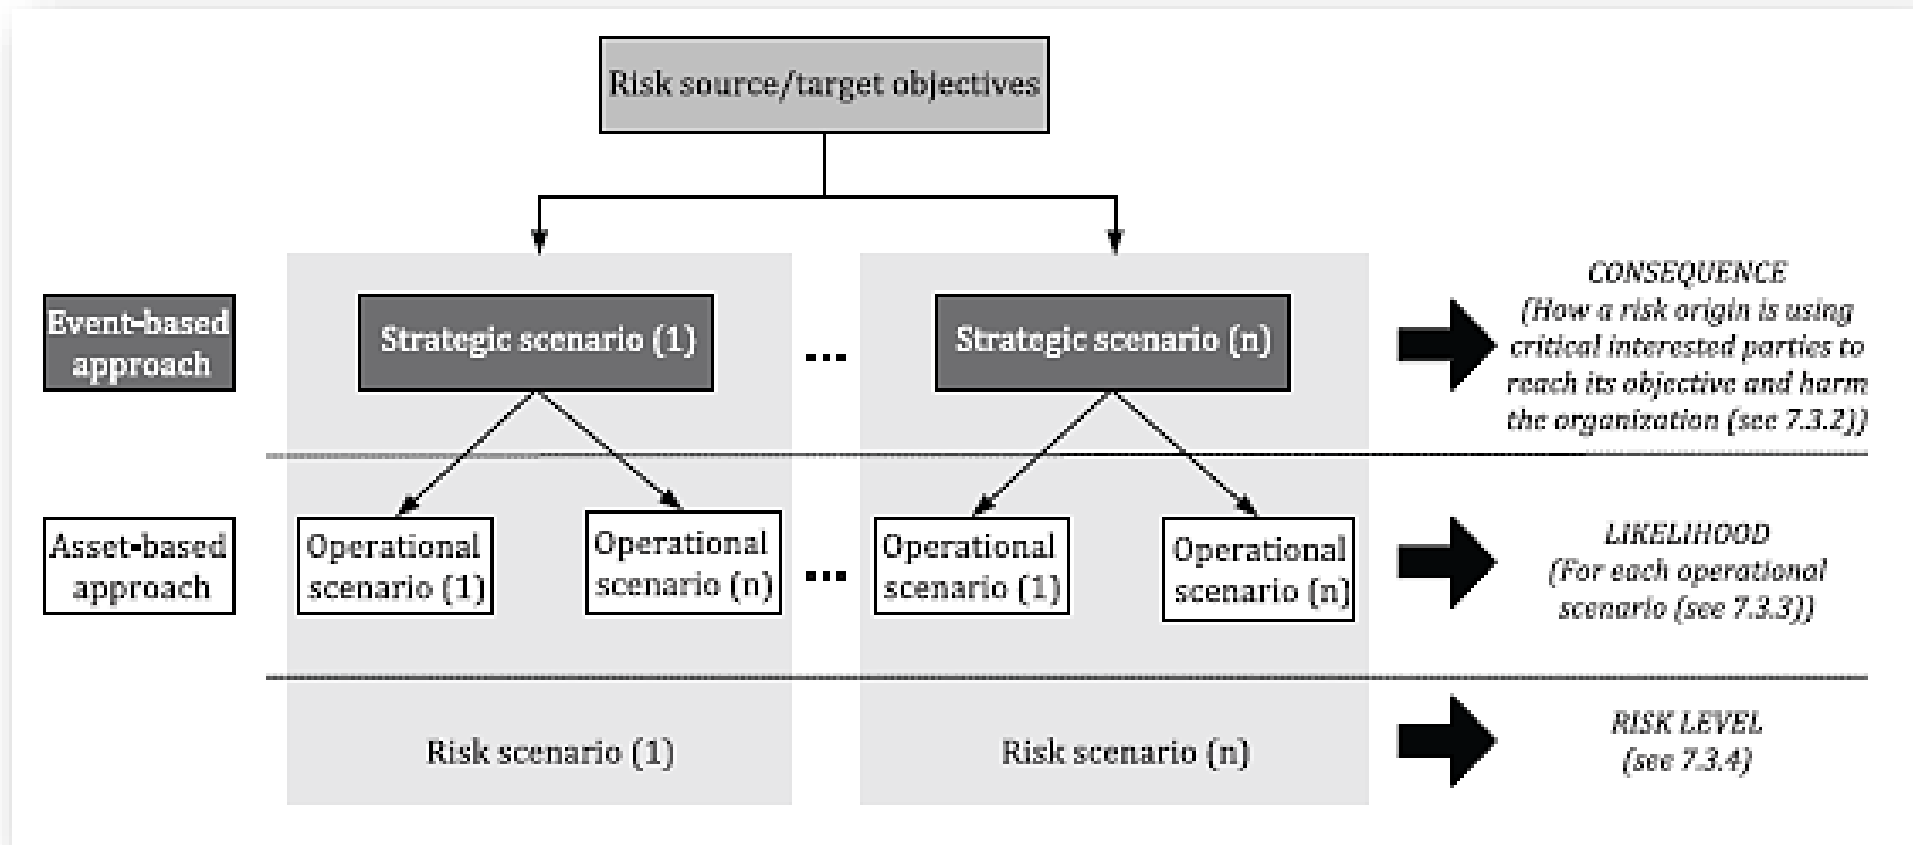 Risk source/target objectives
Event-based
approach
Strategic scenario (1)
...
Strategic scenario (n)
CONSEQUENCE
(How a risk origin is using
critical interested parties to
reach its objective and harm
the organization (see 7.3.2))
Asset-based
approach
Operational
scenario (1)
Operational
scenario (n)
...
Operational
scenario (1)
Operational
scenario (n)
LIKELIHOOD
(For each operational
scenario (see 7.3.3))
Risk scenario (1)
Risk scenario (n)
RISK LEVEL
(see 7.3.4)